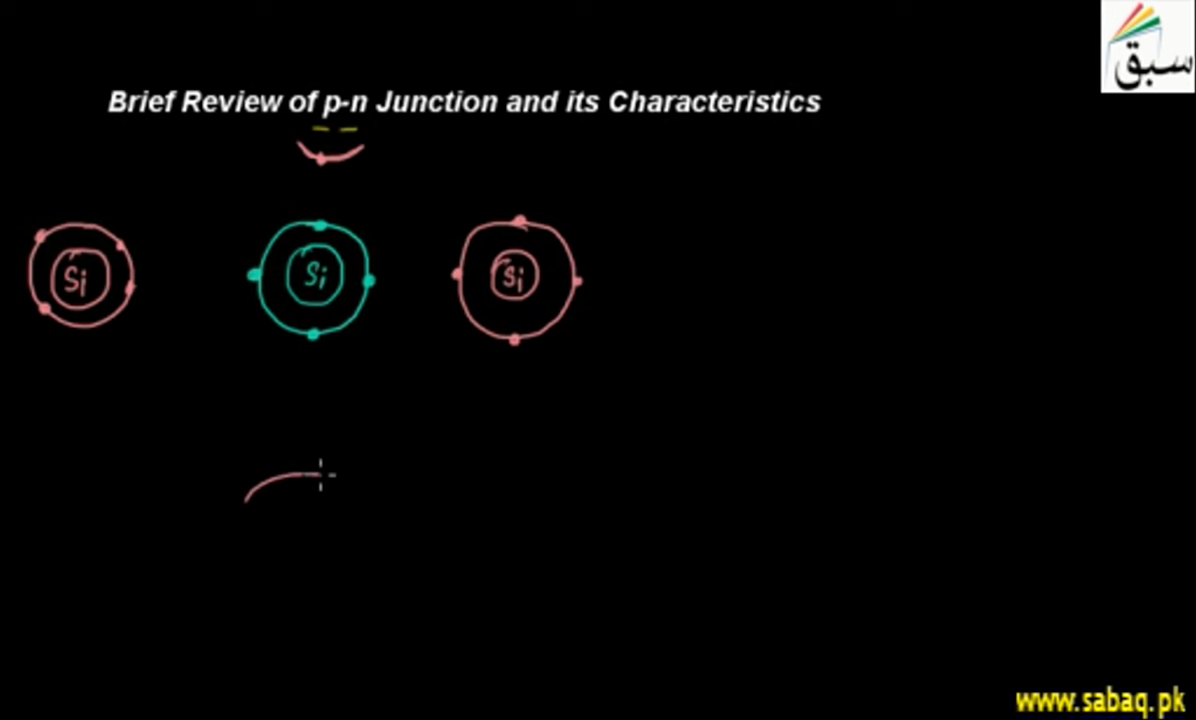 سبق
Brief Review of p-n Junction and its Characteristics
Si Si Si
www.sabaq.pk